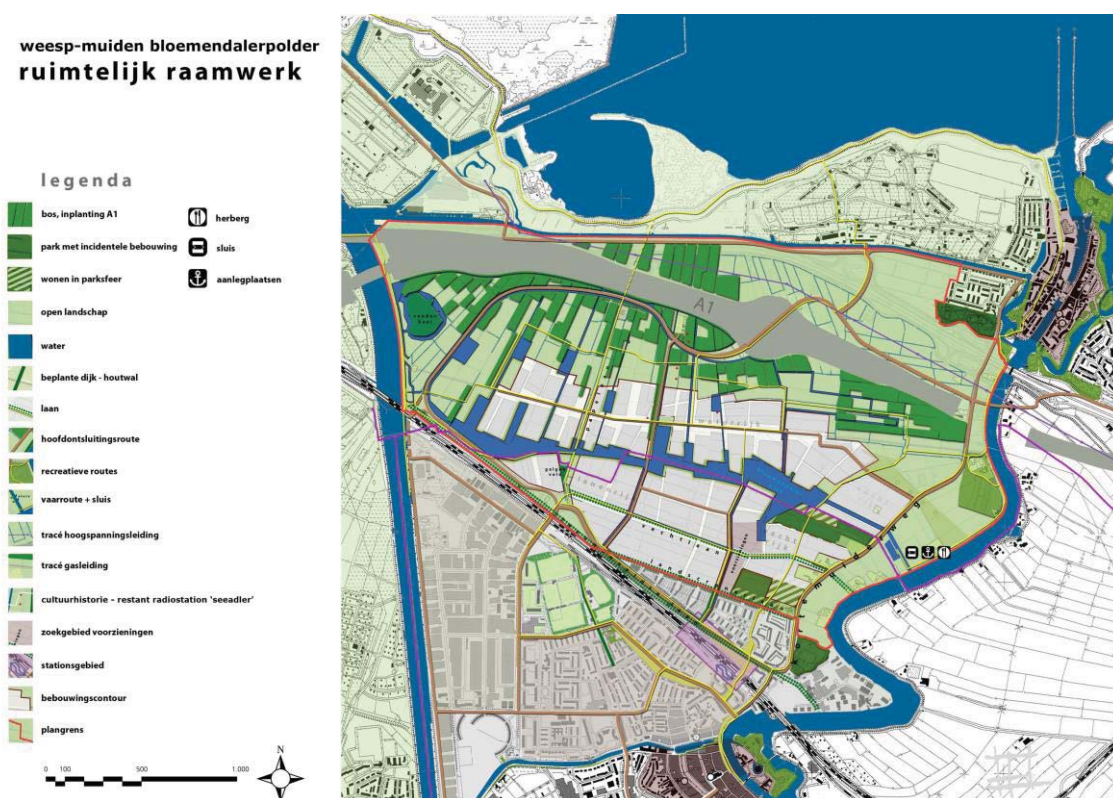 weesp-muiden bloemendalerpolder
ruimtelijk raamwerk
legenda
bos, inplanting A1
park met incidentele bebouwing
wonen in parksfeer
open landschap
water
beplante dijk - houtwal
laan
hoofdontsluitingsroute
recreatieve routes
vaarroute + sluis
tracé hoogspanningsleiding
tracé gasleiding
cultuurhistorie - restant radiostation 'seeadler'
zoekgebied voorzieningen
stationsgebied
bebouwingscontour
plangrens
herberg
sluis
aanlegplaatsen
0 100 500 1.000
N
A1